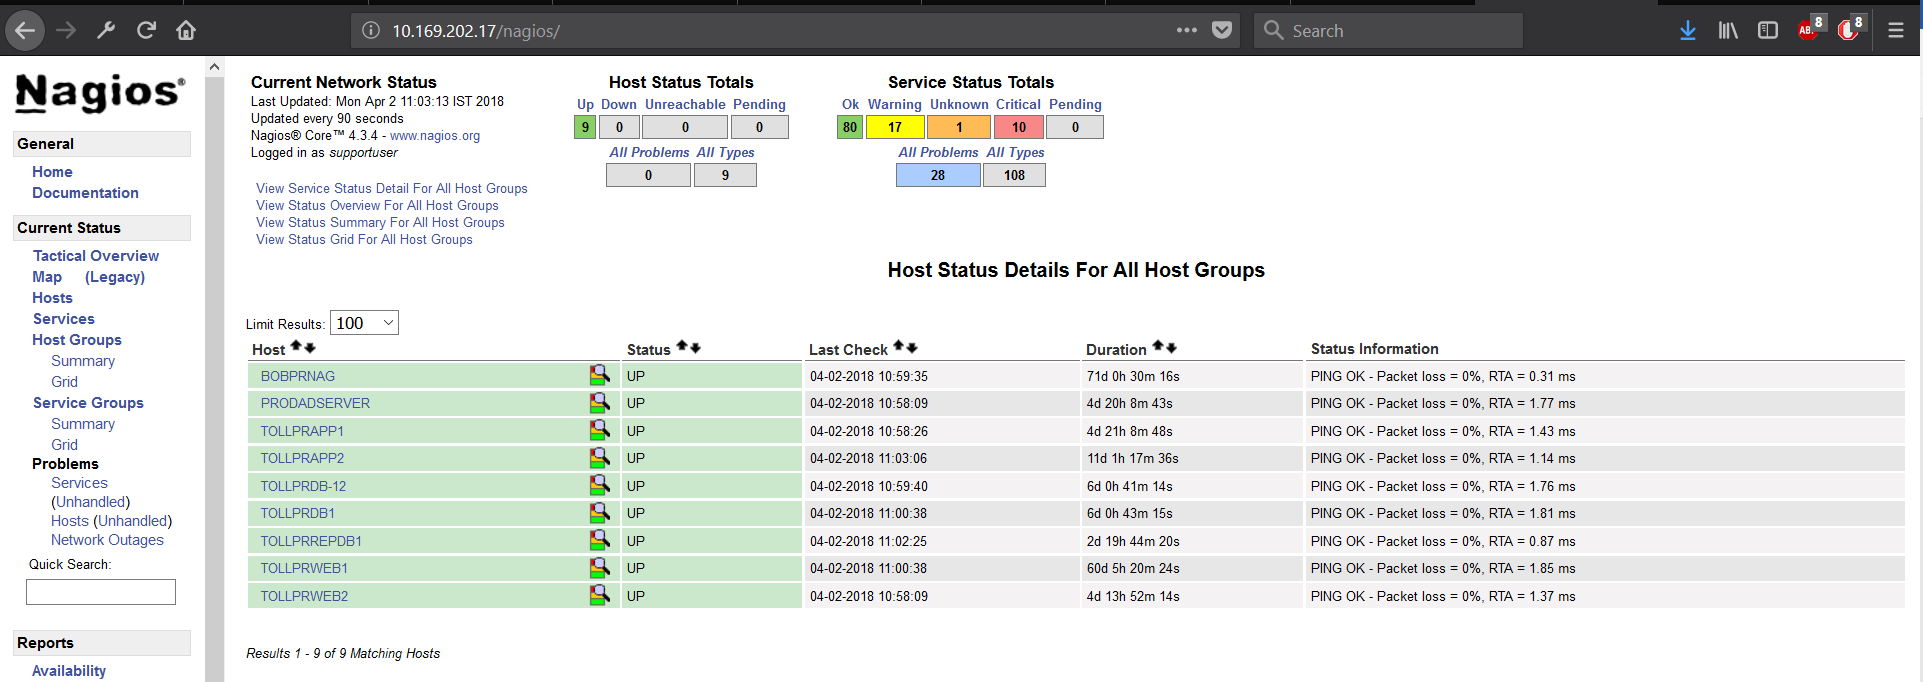 10.169.202.17/nagios/
Search
ABP
8
8
Nagios®
General
Home
Documentation
Current Status
Tactical Overview
Map (Legacy)
Hosts
Services
Host Groups
Summary
Grid
Service Groups
Summary
Grid
Problems
Services
(Unhandled)
Hosts (Unhandled)
Network Outages
Quick Search:
Reports
Availability
Current Network Status
Last Updated: Mon Apr 2 11:03:13 IST 2018
Updated every 90 seconds
Nagios® Core™ 4.3.4 - www.nagios.org
Logged in as supportuser
View Service Status Detail For All Host Groups
View Status Overview For All Host Groups
View Status Summary For All Host Groups
View Status Grid For All Host Groups
Host Status Totals
Up Down Unreachable Pending
9 0 0 0
All Problems All Types
0 9
Service Status Totals
Ok Warning Unknown Critical Pending
80 17 1 10 0
All Problems All Types
28 108
Host Status Details For All Host Groups
Limit Results: 100
Host Status Last Check Duration Status Information
BOBPRNAG UP 04-02-2018 10:59:35 71d 0h 30m 16s PING OK - Packet loss = 0%, RTA = 0.31 ms
PRODADSERVER UP 04-02-2018 10:58:09 4d 20h 8m 43s PING OK - Packet loss = 0%, RTA = 1.77 ms
TOLLPRAPP1 UP 04-02-2018 10:58:26 4d 21h 8m 48s PING OK - Packet loss = 0%, RTA = 1.43 ms
TOLLPRAPP2 UP 04-02-2018 11:03:06 11d 1h 17m 36s PING OK - Packet loss = 0%, RTA = 1.14 ms
TOLLPRDB-12 UP 04-02-2018 10:59:40 6d 0h 41m 14s PING OK - Packet loss = 0%, RTA = 1.76 ms
TOLLPRDB1 UP 04-02-2018 11:00:38 6d 0h 43m 15s PING OK - Packet loss = 0%, RTA = 1.81 ms
TOLLPRREPDB1 UP 04-02-2018 11:02:25 2d 19h 44m 20s PING OK - Packet loss = 0%, RTA = 0.87 ms
TOLLPRWEB1 UP 04-02-2018 11:00:38 60d 5h 20m 24s PING OK - Packet loss = 0%, RTA = 1.85 ms
TOLLPRWEB2 UP 04-02-2018 10:58:09 4d 13h 52m 14s PING OK - Packet loss = 0%, RTA = 1.37 ms
Results 1 - 9 of 9 Matching Hosts